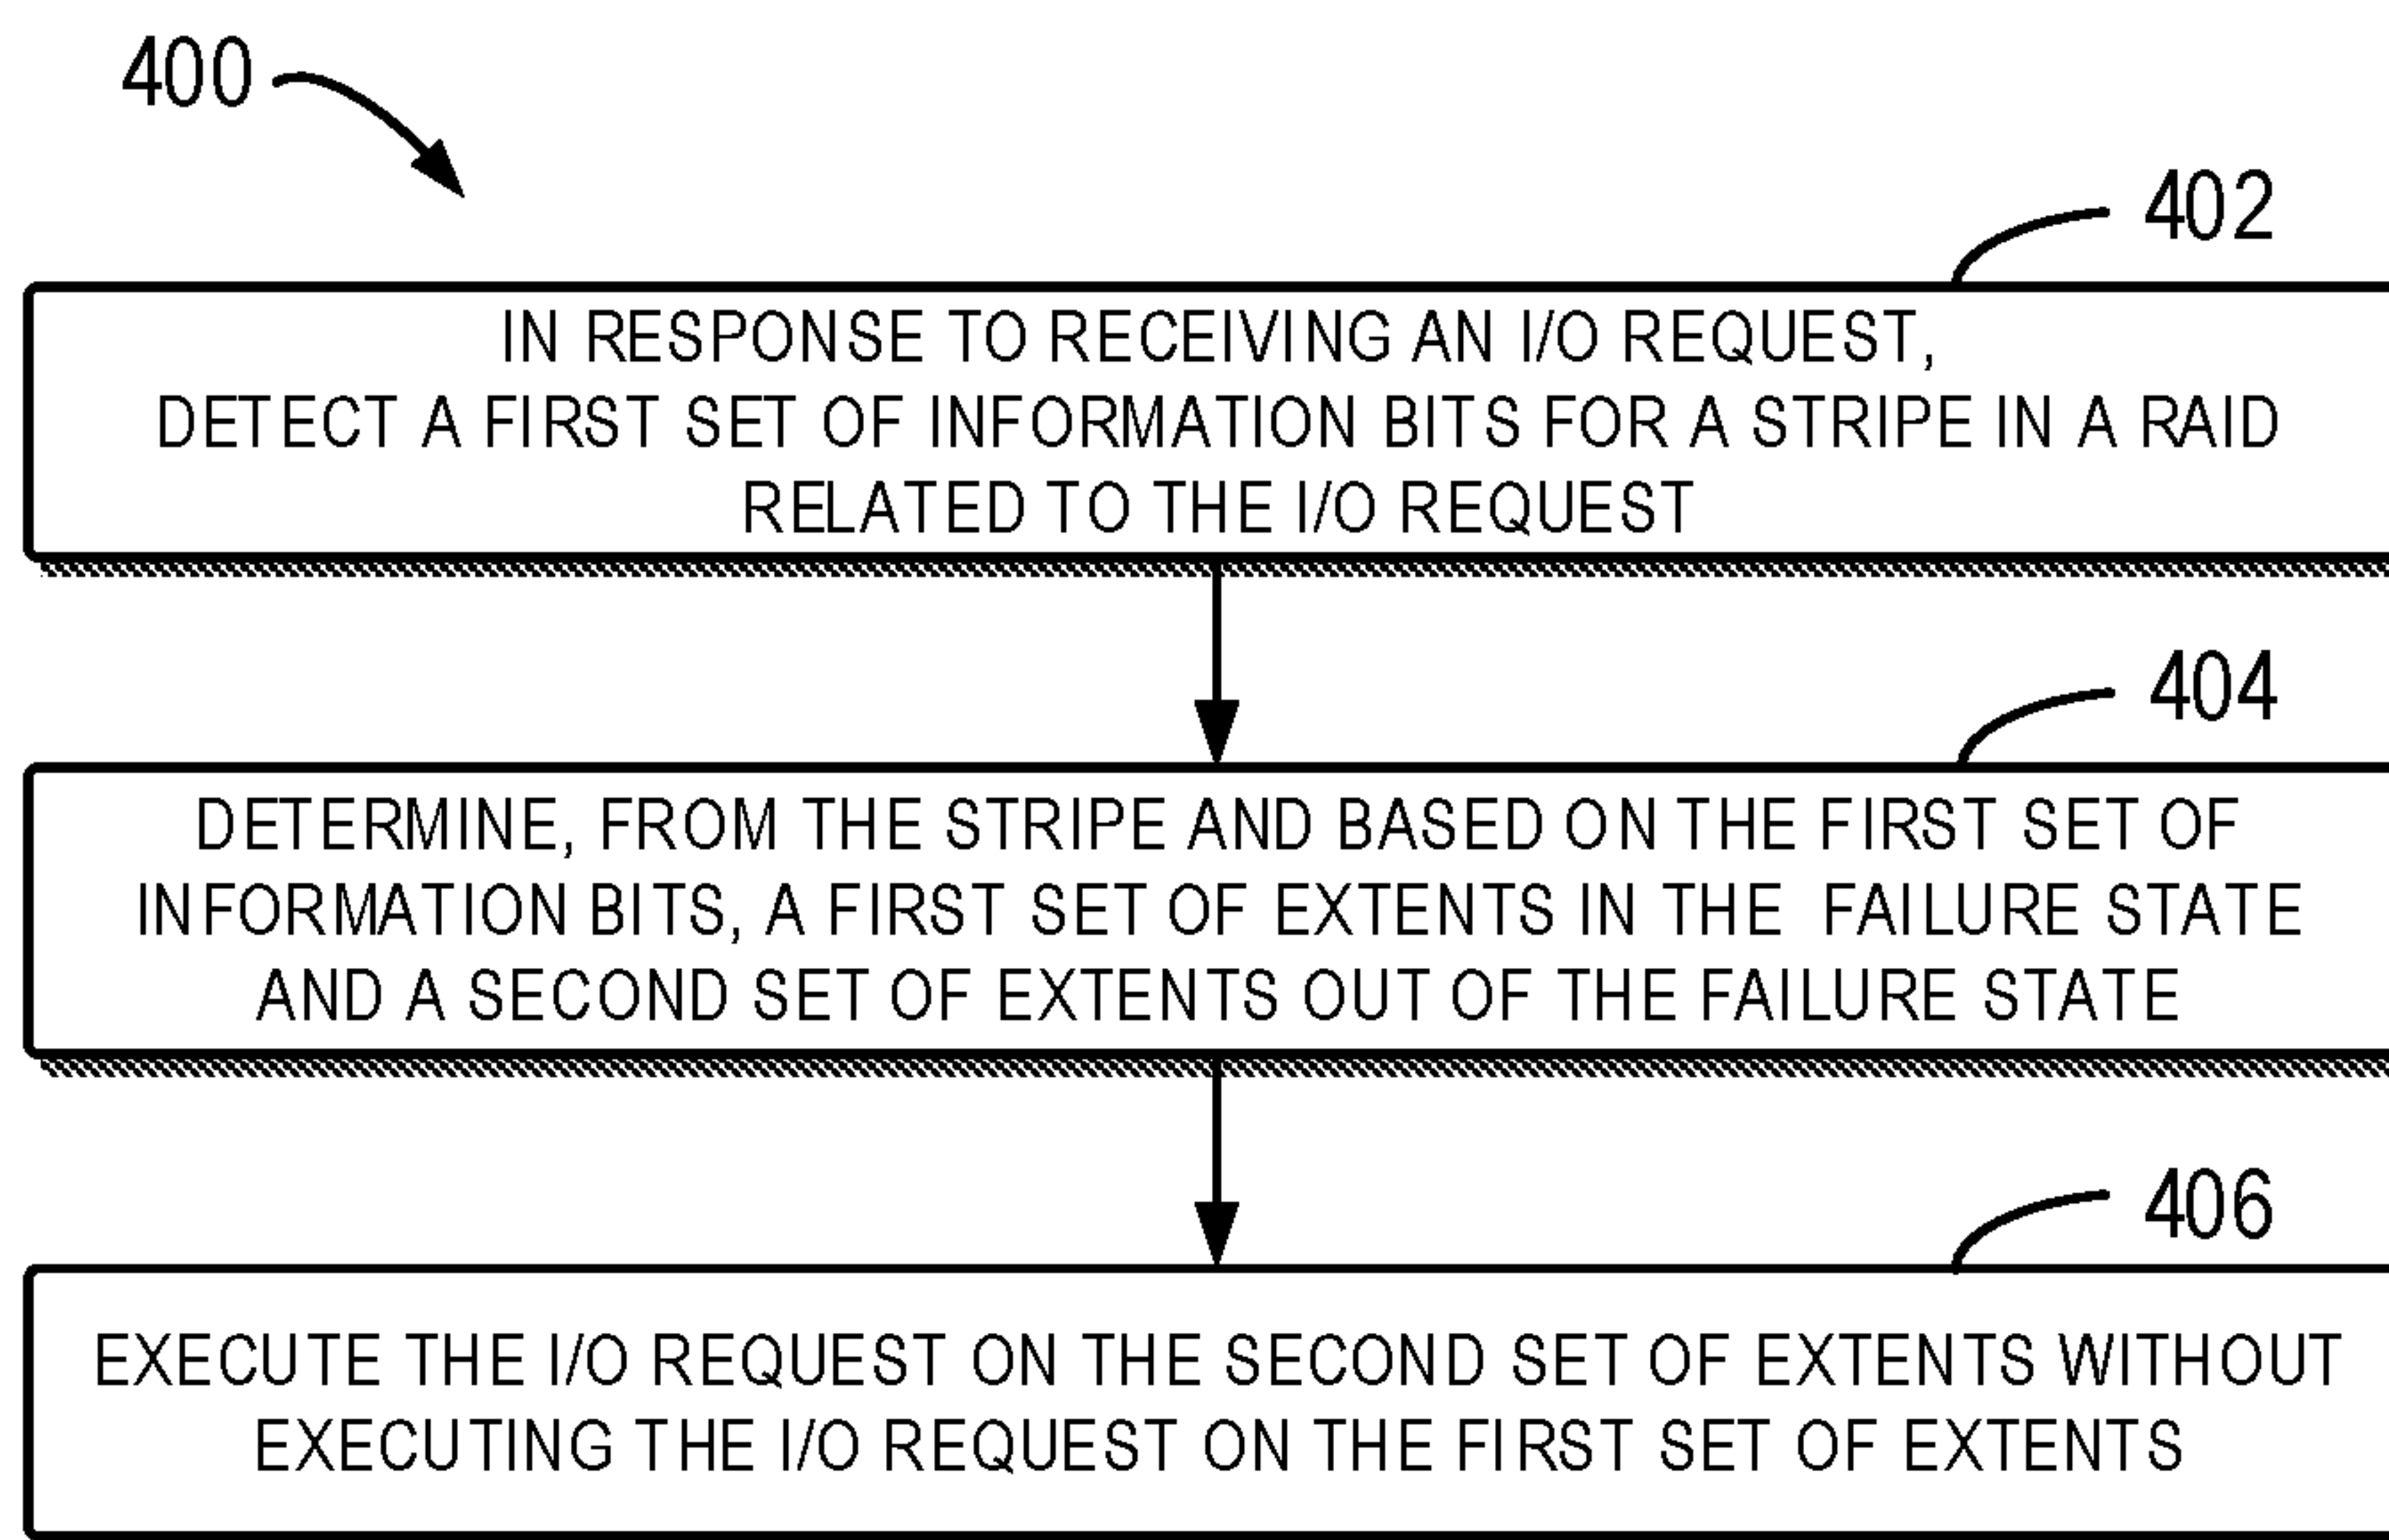 400
402
IN RESPONSE TO RECEIVING AN I/O REQUEST,
DETECT A FIRST SET OF INFORMATION BITS FOR A STRIPE IN A RAID
RELATED TO THE I/O REQUEST
404
DETERMINE, FROM THE STRIPE AND BASED ON THE FIRST SET OF
INFORMATION BITS, A FIRST SET OF EXTENTS IN THE FAILURE STATE
AND A SECOND SET OF EXTENTS OUT OF THE FAILURE STATE
406
EXECUTE THE I/O REQUEST ON THE SECOND SET OF EXTENTS WITHOUT
EXECUTING THE I/O REQUEST ON THE FIRST SET OF EXTENTS